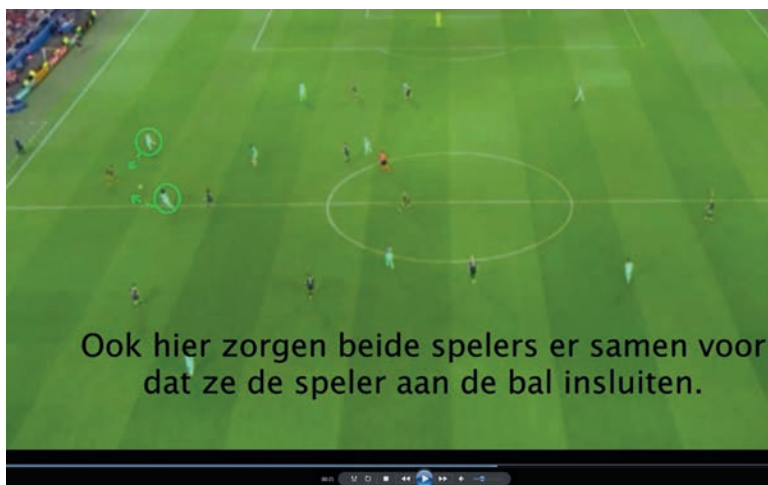 Ook hier zorgen beide spelers er samen voor
dat ze de speler aan de bal insluiten.